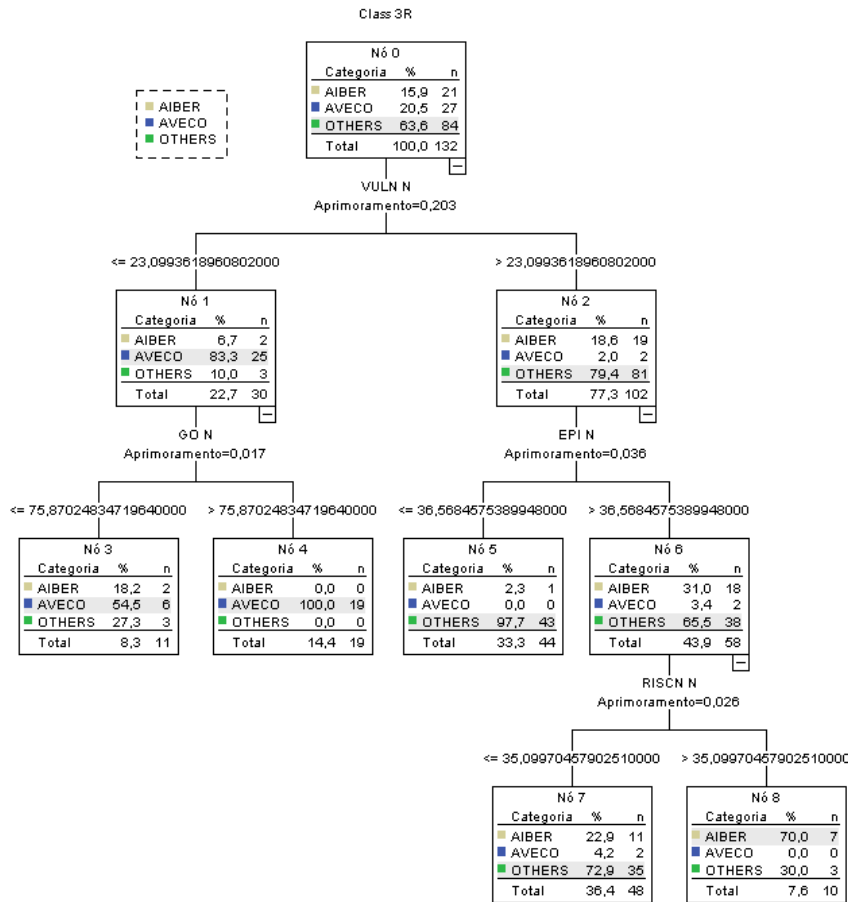 Class 3R
AIBER
AVECO
OTHERS
Nó 0
Categoria % n
AIBER 15,9 21
AVECO 20,5 27
OTHERS 63,6 84
Total 100,0 132
VULN N
Aprimoramento=0,203
<= 23,0993618960802000
> 23,0993618960802000
Nó 1
Categoria % n
AIBER 6,7 2
AVECO 83,3 25
OTHERS 10,0 3
Total 22,7 30
Nó 2
Categoria % n
AIBER 18,6 19
AVECO 2,0 2
OTHERS 79,4 81
Total 77,3 102
GO N
Aprimoramento=0,017
EPI N
Aprimoramento=0,036
<= 75,87024834719640000
> 75,87024834719640000
<= 36,5684575389948000
> 36,5684575389948000
Nó 3
Categoria % n
AIBER 18,2 2
AVECO 54,5 6
OTHERS 27,3 3
Total 8,3 11
Nó 4
Categoria % n
AIBER 0,0 0
AVECO 100,0 19
OTHERS 0,0 0
Total 14,4 19
Nó 5
Categoria % n
AIBER 2,3 1
AVECO 0,0 0
OTHERS 97,7 43
Total 33,3 44
Nó 6
Categoria % n
AIBER 31,0 18
AVECO 3,4 2
OTHERS 65,5 38
Total 43,9 58
RISCN N
Aprimoramento=0,026
<= 35,09970457902510000
> 35,09970457902510000
Nó 7
Categoria % n
AIBER 22,9 11
AVECO 4,2 2
OTHERS 72,9 35
Total 36,4 48
Nó 8
Categoria % n
AIBER 70,0 7
AVECO 0,0 0
OTHERS 30,0 3
Total 7,6 10